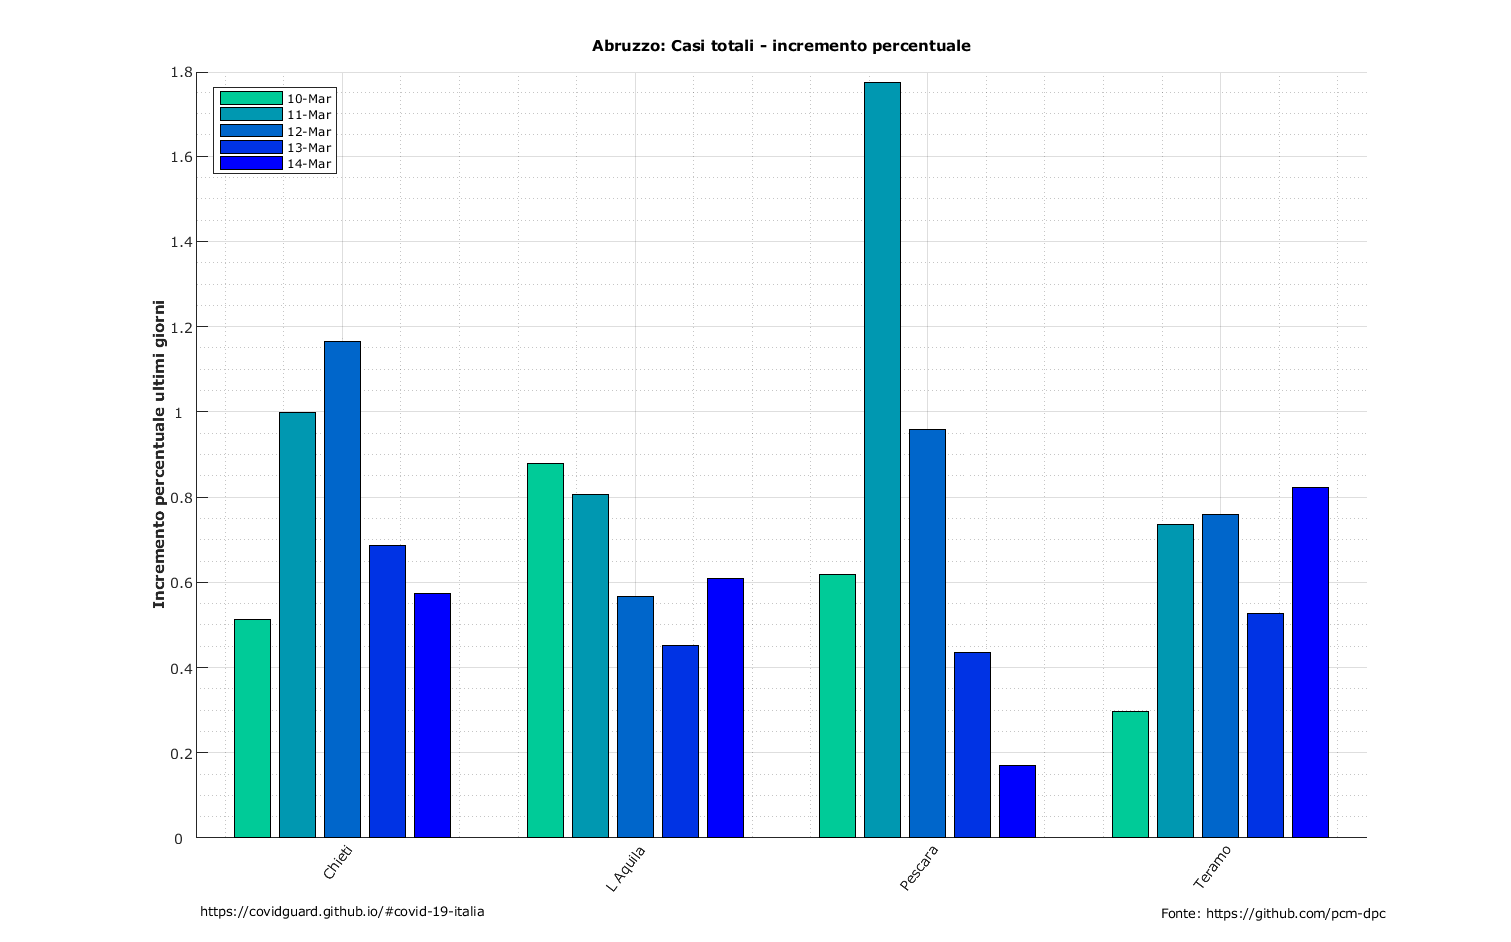 Abruzzo: Casi totali - incremento percentuale
1.8
1.6
1.4
1.2
1
0.8
0.6
0.4
0.2
0
Incremento percentuale ultimi giorni
10-Mar
11-Mar
12-Mar
13-Mar
14-Mar
Chieti
L Aquila
Pescara
Teramo
https://covidguard.github.io/#covid-19-italia
Fonte: https://github.com/pcm-dpc